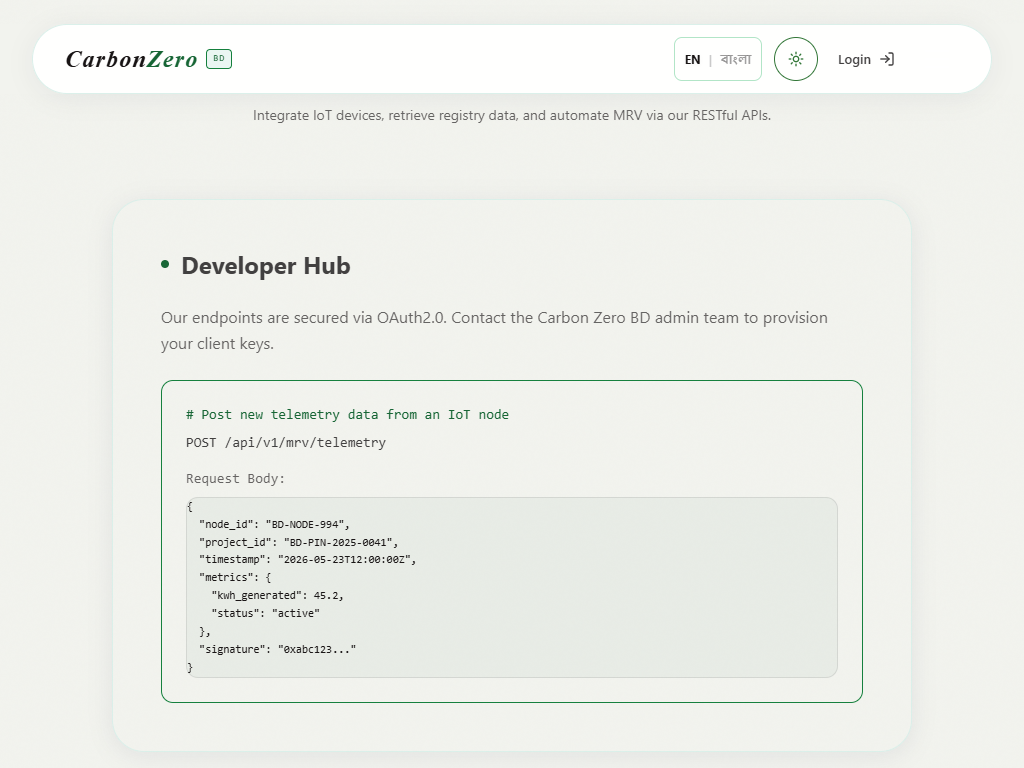 CarbonZero BD
EN | বাংলা
Login
Integrate IoT devices, retrieve registry data, and automate MRV via our RESTful APIs.
Developer Hub
Our endpoints are secured via OAuth2.0. Contact the Carbon Zero BD admin team to provision
your client keys.
# Post new telemetry data from an IoT node
POST /api/v1/mrv/telemetry
Request Body:
{
  "node_id": "BD-NODE-994",
  "project_id": "BD-PIN-2025-0041",
  "timestamp": "2026-05-23T12:00:00Z",
  "metrics": {
    "kwh_generated": 45.2,
    "status": "active"
  },
  "signature": "0xabc123..."
}